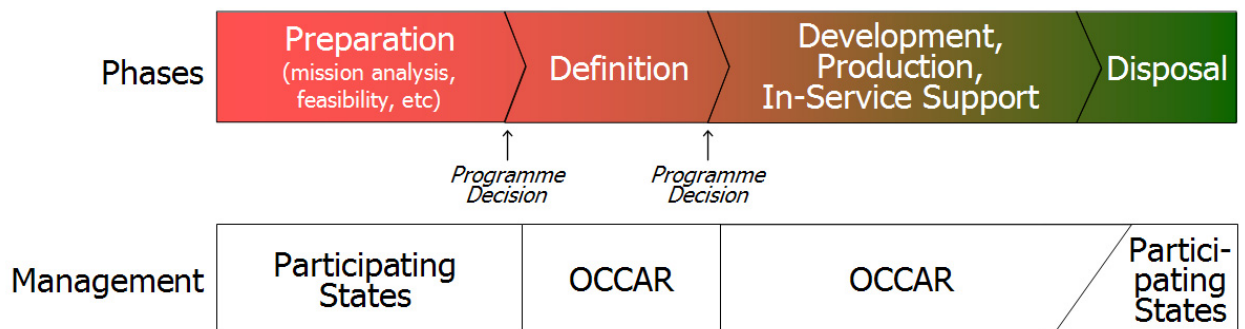 Phases
Preparation
(mission analysis,
feasibility, etc)
Definition
Development,
Production,
In-Service Support
Disposal
Programme
Decision
Programme
Decision
Management
Participating
States
OCCAR
OCCAR
Partici-
pating
States